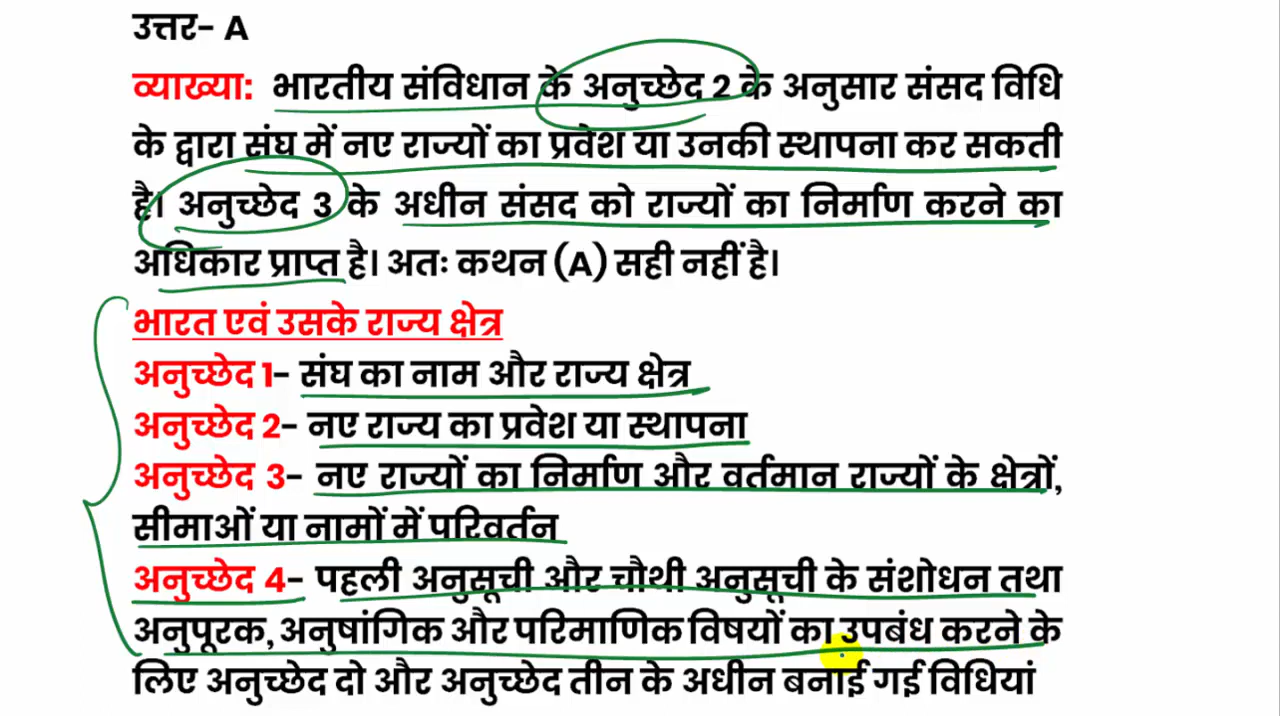 उत्तर- A
व्याख्या: भारतीय संविधान के अनुच्छेद 2 के अनुसार संसद विधि
के द्वारा संघ में नए राज्यों का प्रवेश या उनकी स्थापना कर सकती
है। अनुच्छेद 3 के अधीन संसद को राज्यों का निर्माण करने का
अधिकार प्राप्त है। अतः कथन (A) सही नहीं है।
भारत एवं उसके राज्य क्षेत्र
अनुच्छेद 1- संघ का नाम और राज्य क्षेत्र
अनुच्छेद 2- नए राज्य का प्रवेश या स्थापना
अनुच्छेद 3- नए राज्यों का निर्माण और वर्तमान राज्यों के क्षेत्रों,
सीमाओं या नामों में परिवर्तन
अनुच्छेद 4- पहली अनुसूची और चौथी अनुसूची के संशोधन तथा
अनुपूरक, अनुषांगिक और परिमाणिक विषयों का उपबंध करने के
लिए अनुच्छेद दो और अनुच्छेद तीन के अधीन बनाई गई विधियां